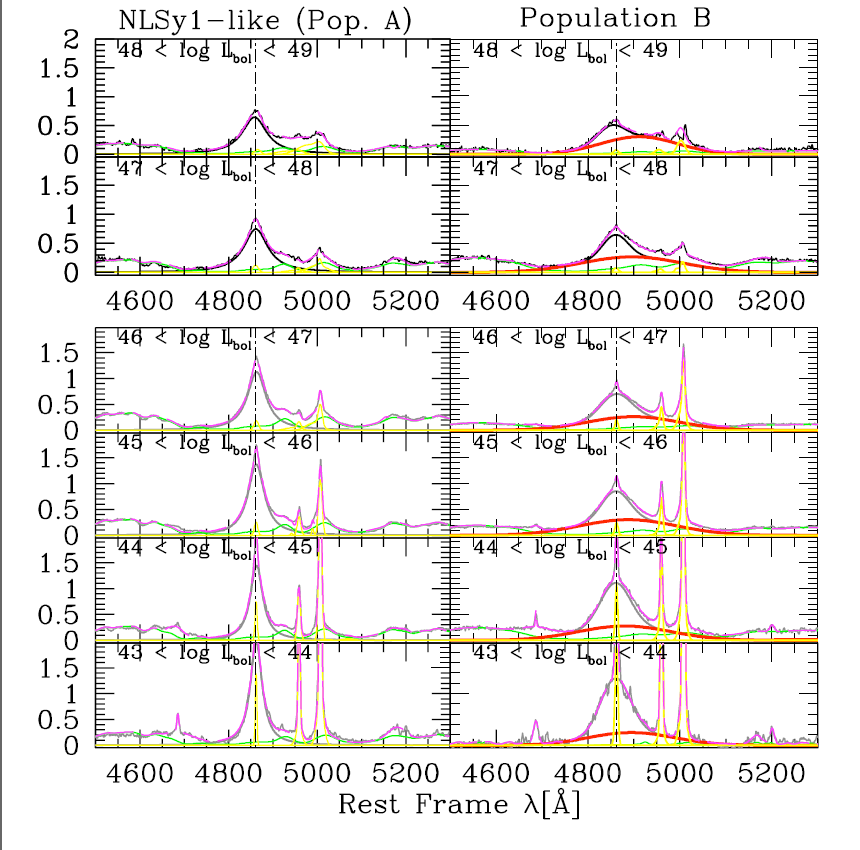 NLSy1-like (Pop. A) Population B
2
48 < log L_bol < 49 48 < log L_bol < 49
1.5
1
0.5
0
47 < log L_bol < 48 47 < log L_bol < 48
1.5
1
0.5
0
4600 4800 5000 5200 4600 4800 5000 5200
46 < log L_bol < 47 46 < log L_bol < 47
1.5
1
0.5
0
45 < log L_bol < 46 45 < log L_bol < 46
1.5
1
0.5
0
44 < log L_bol < 45 44 < log L_bol < 45
1.5
1
0.5
0
43 < log L_bol < 44 43 < log L_bol < 44
1.5
1
0.5
0
4600 4800 5000 5200 4600 4800 5000 5200
Rest Frame λ[Å]